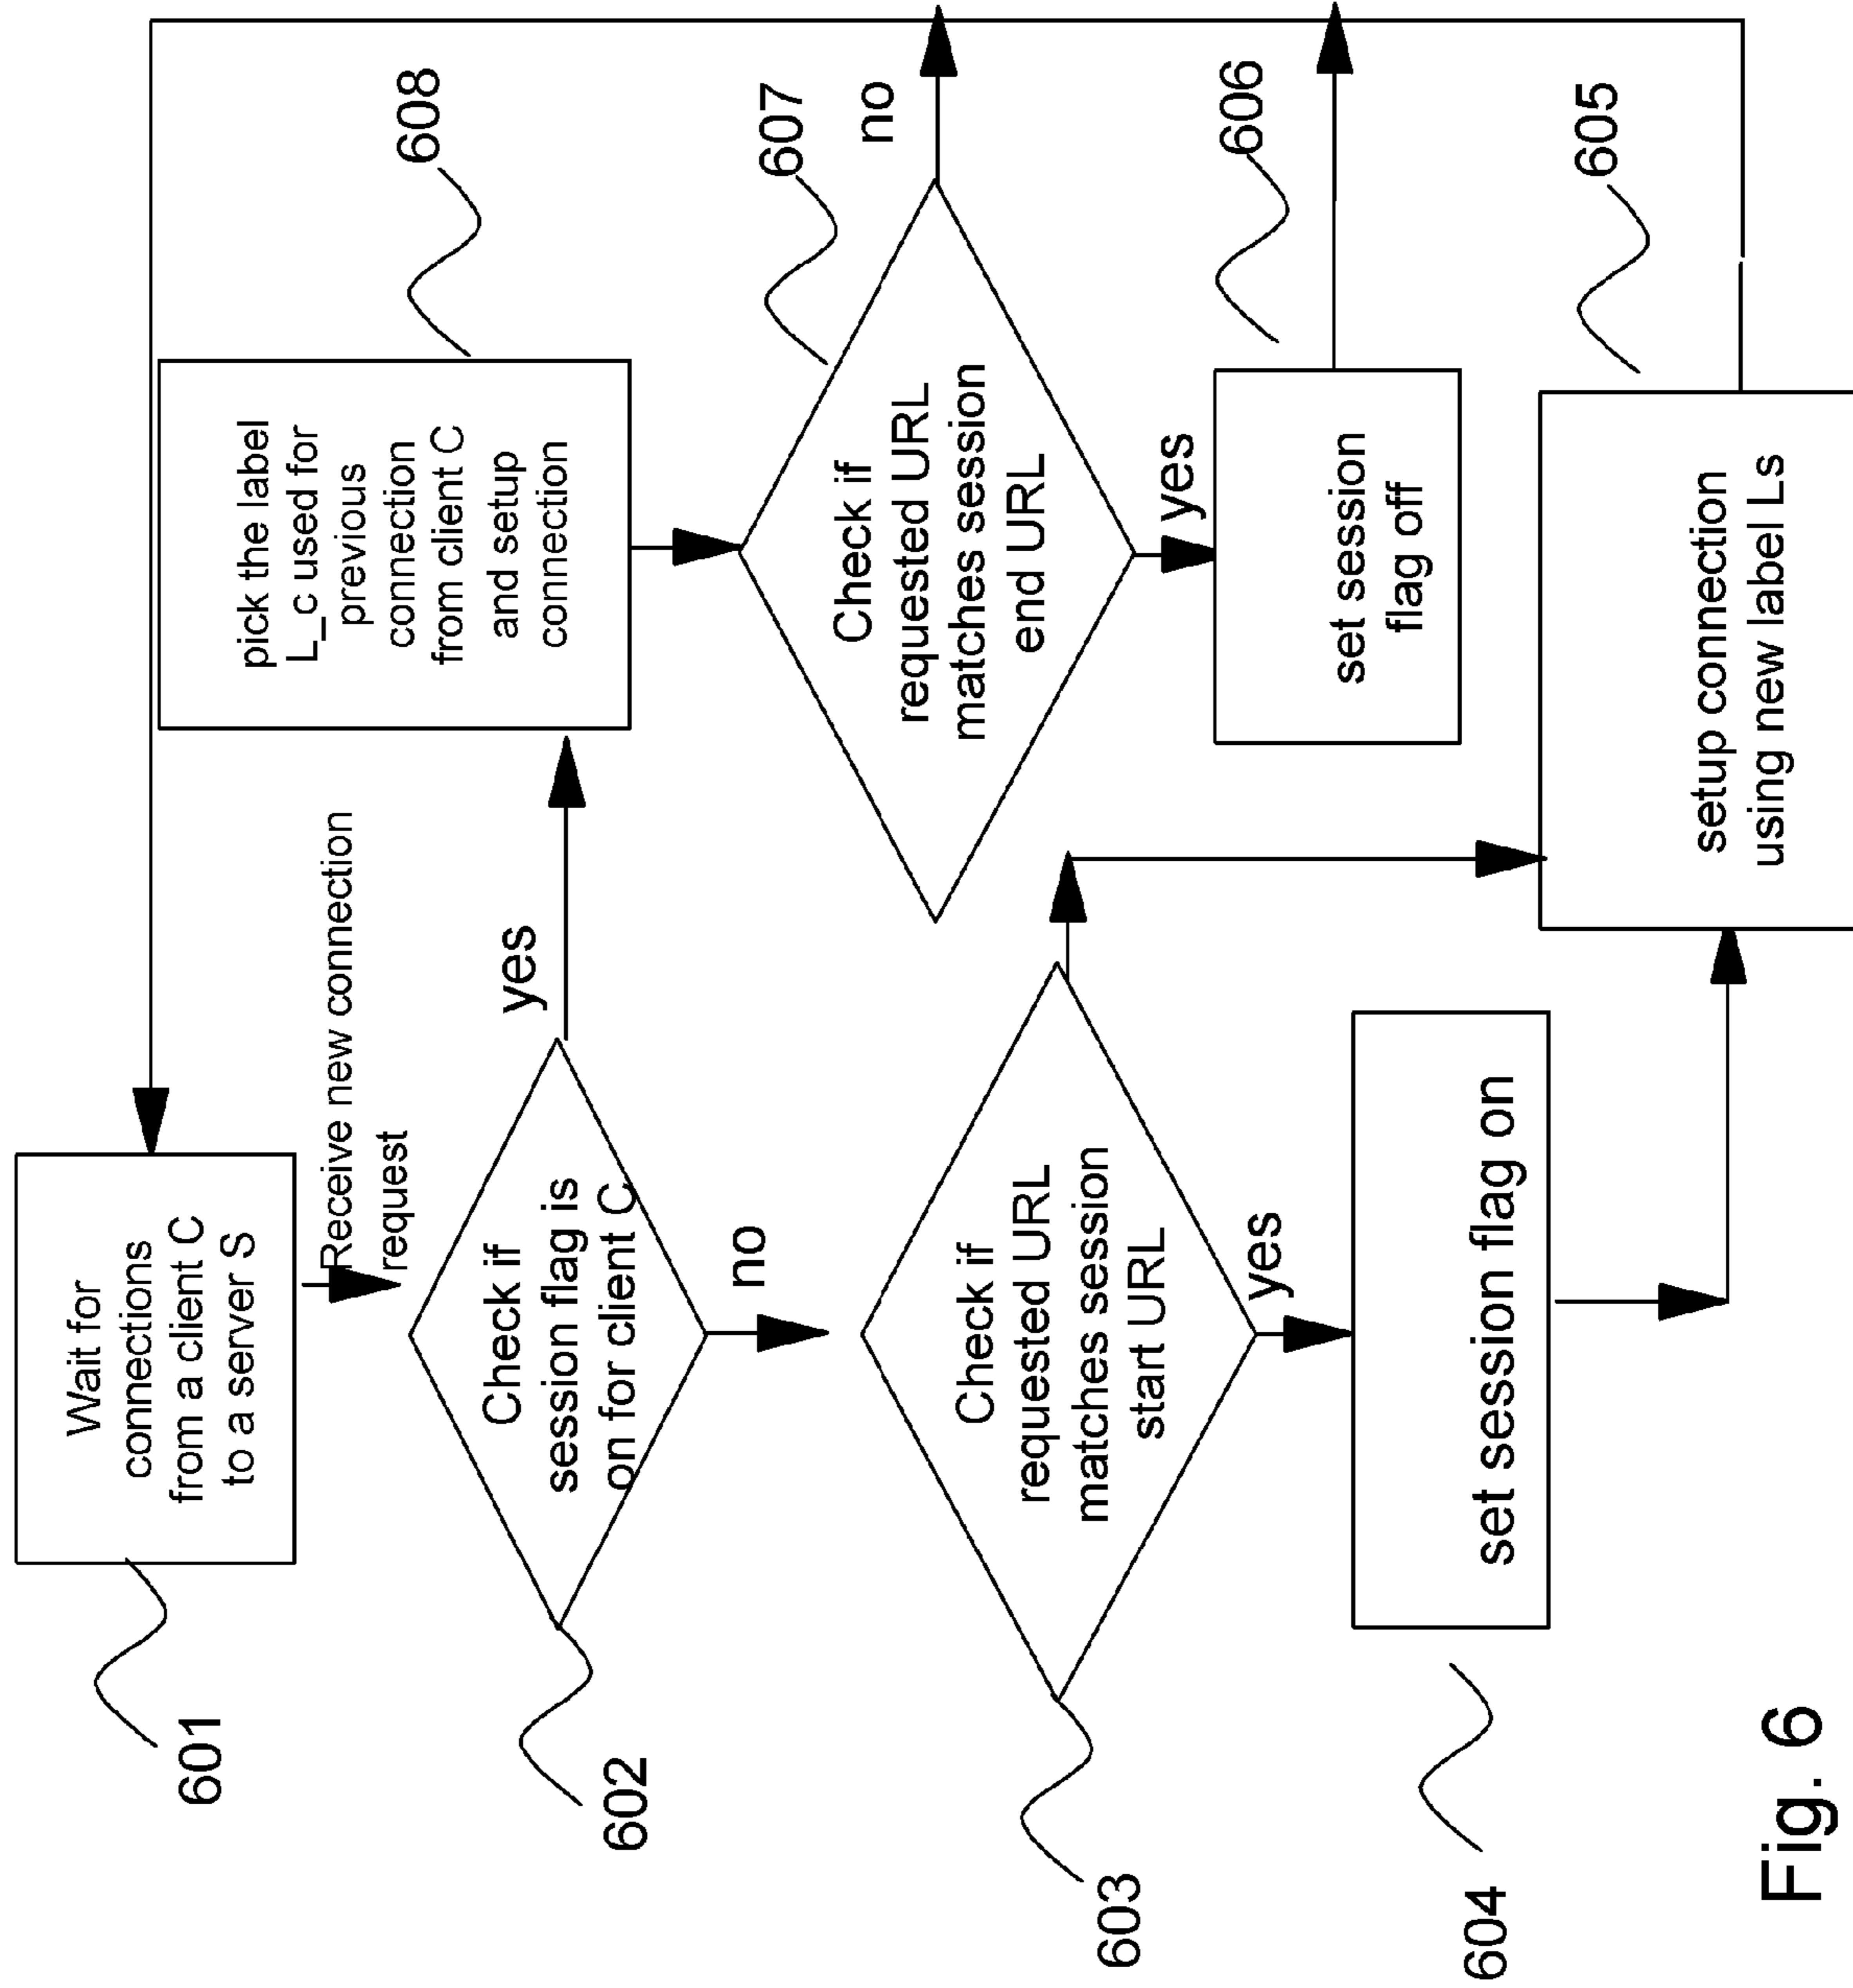 601
Wait for
connections
from a client C
to a server S
Receive new connection
request
602
Check if
session flag is
on for client C
yes
no
608
pick the label
L_c used for
previous
connection
from client C
and setup
connection
603
Check if
requested URL
matches session
start URL
yes
607
Check if
requested URL
matches session
end URL
no
yes
604
set session flag on
606
set session
flag off
605
setup connection
using new label Ls
Fig. 6